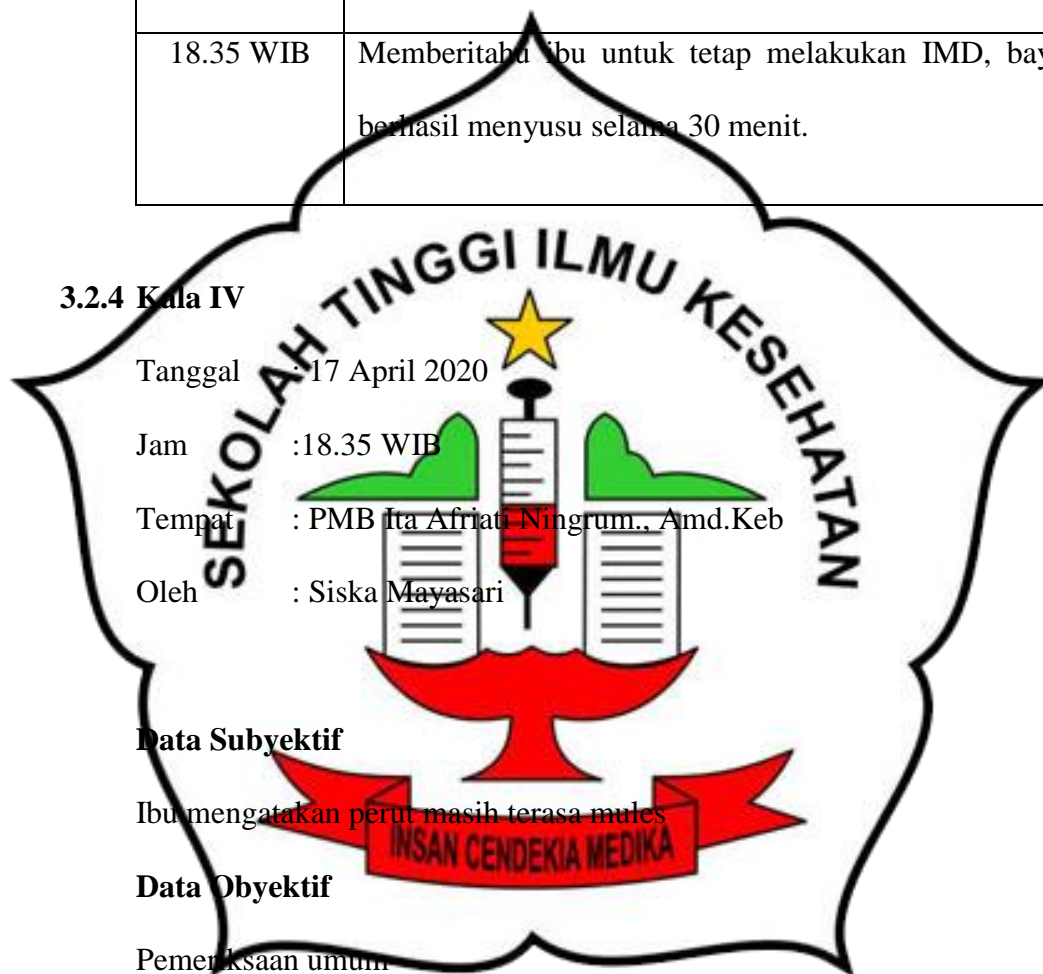 18.35 WIB Memberitahu ibu untuk tetap melakukan IMD,
berhasil menyusu selama 30 menit.
3.2.4 Kala IV
Tanggal : 17 April 2020
Jam :18.35 WIB
Tempat : PMB Ita Afriati Ningrum., Amd.Keb
Oleh : Siska Mayasari
Data Subyektif
Ibu mengatakan perut masih terasa mules
Data Obyektif
Pemeriksaan umum
SEKOLAH TINGGI ILMU KESEHATAN
INSAN CENDEKIA MEDIKA